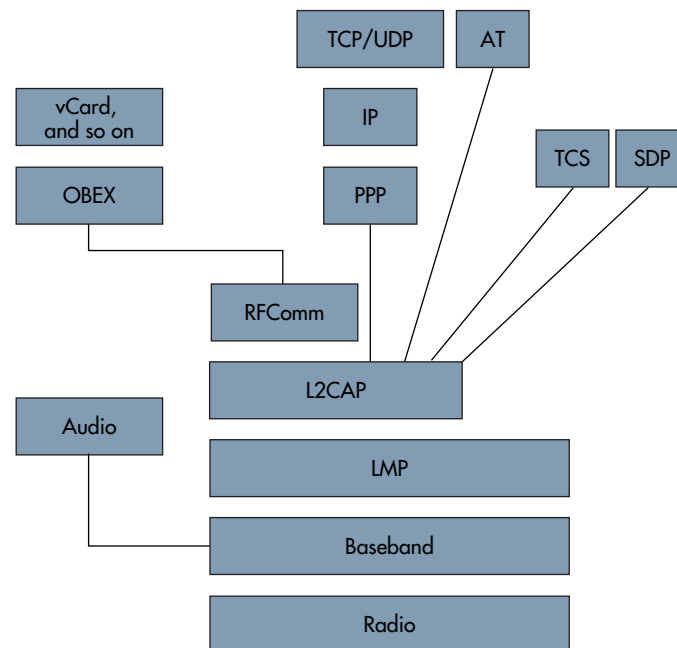 TCP/UDP
AT
vCard,
and so on
IP
TCS
SDP
OBEX
PPP
RFComm
L2CAP
Audio
LMP
Baseband
Radio